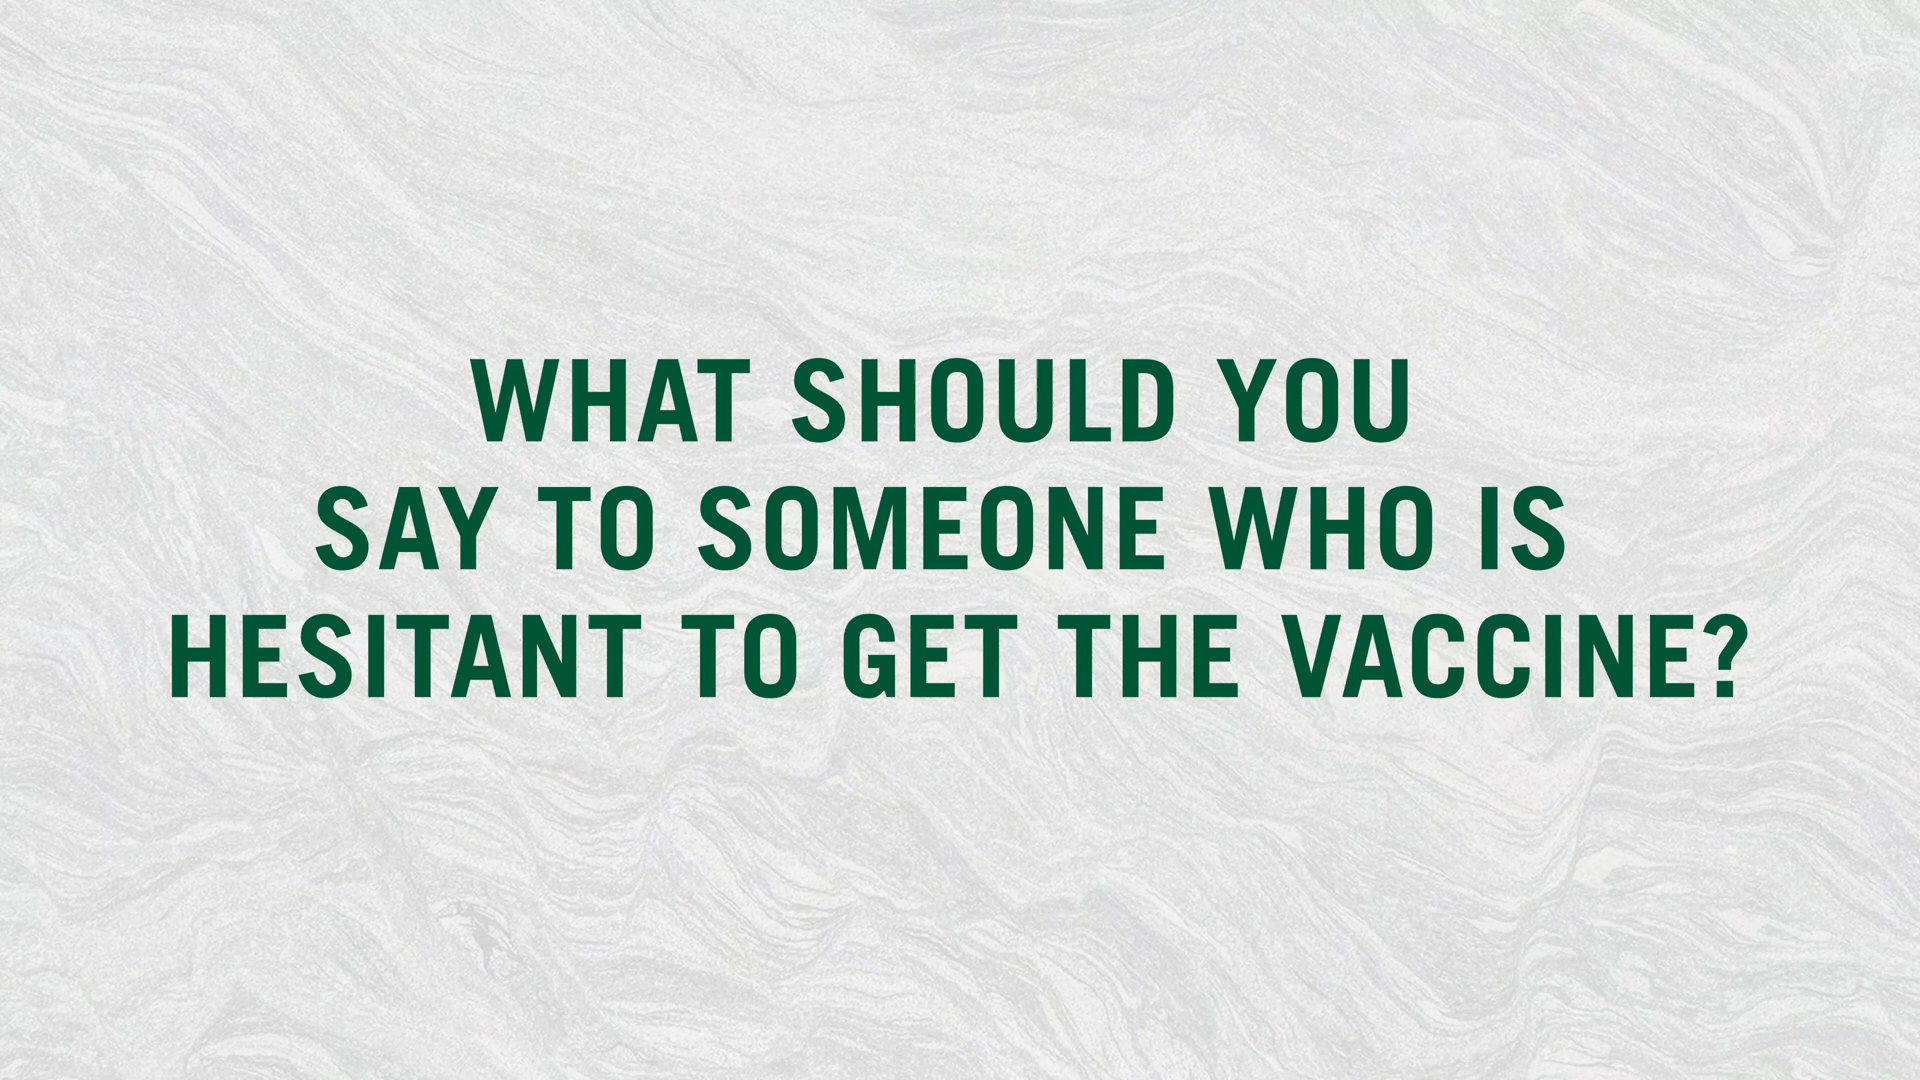 WHAT SHOULD YOU
SAY TO SOMEONE WHO IS
HESITANT TO GET THE VACCINE?